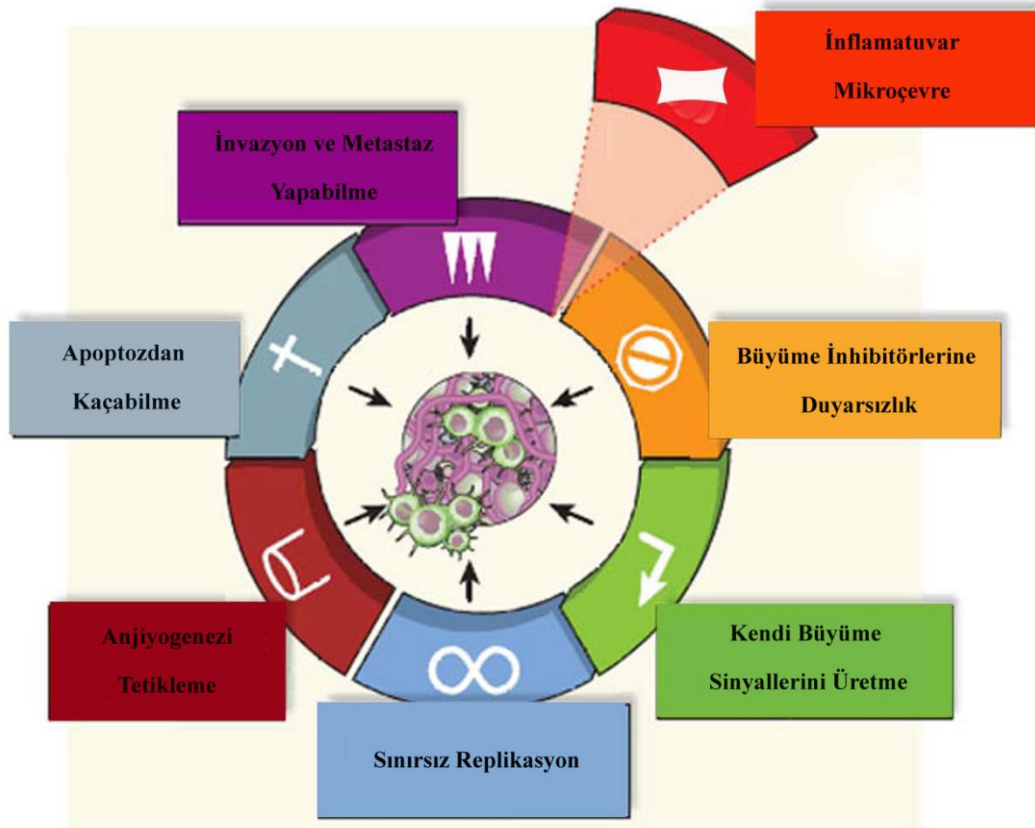 İnflamatuvar
Mikroçevre
İnvazyon ve Metastaz
Yapabilme
Apoptozdan
Kaçabilme
Büyüme İnhibitörlerine
Duyarsızlık
Anjiyogenezi
Tetikleme
Kendi Büyüme
Sinyallerini Üretme
Sınırsız Replikasyon